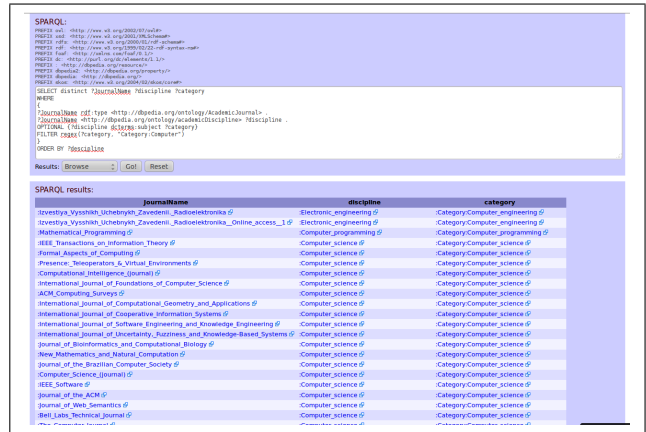 SPARQL:
PREFIX owl: <http://www.w3.org/2002/07/owl#>
PREFIX xsd: <http://www.w3.org/2001/XMLSchema#>
PREFIX rdfs: <http://www.w3.org/2000/01/rdf-schema#>
PREFIX rdf: <http://www.w3.org/1999/02/22-rdf-syntax-ns#>
PREFIX foaf: <http://xmlns.com/foaf/0.1/>
PREFIX dc: <http://purl.org/dc/elements/1.1/>
PREFIX : <http://dbpedia.org/resource/>
PREFIX dbpedia2: <http://dbpedia.org/property/>
PREFIX dbpedia: <http://dbpedia.org/>
PREFIX skos: <http://www.w3.org/2004/02/skos/core#>
SELECT distinct ?JournalName ?discipline ?category
WHERE
{
?JournalName rdf:type <http://dbpedia.org/ontology/AcademicJournal> .
?JournalName <http://dbpedia.org/ontology/academicDiscipline> ?discipline .
OPTIONAL {?discipline dcterms:subject ?category}
FILTER regex(?category, "Category:Computer")
}
ORDER BY ?descipline
Results: Browse Go! Reset
SPARQL results:
JournalName discipline category
:Izvestiya_Vysshikh_Uchebnykh_Zavedenii._Radioelektronika :Electronic_engineering :Category:Computer_engineering
:Izvestiya_Vysshikh_Uchebnykh_Zavedenii._Radioelektronika__Online_access__1 :Electronic_engineering :Category:Computer_engineering
:Mathematical_Programming :Computer_programming :Category:Computer_programming
:IEEE_Transactions_on_Information_Theory :Computer_science :Category:Computer_science
:Formal_Aspects_of_Computing :Computer_science :Category:Computer_science
:Presence:_Teleoperators_&_Virtual_Environments :Computer_science :Category:Computer_science
:Computational_Intelligence_(journal) :Computer_science :Category:Computer_science
:International_Journal_of_Foundations_of_Computer_Science :Computer_science :Category:Computer_science
:ACM_Computing_Surveys :Computer_science :Category:Computer_science
:International_Journal_of_Computational_Geometry_and_Applications :Computer_science :Category:Computer_science
:International_Journal_of_Cooperative_Information_Systems :Computer_science :Category:Computer_science
:International_Journal_of_Software_Engineering_and_Knowledge_Engineering :Computer_science :Category:Computer_science
:International_Journal_of_Uncertainty,_Fuzziness_and_Knowledge-Based_Systems :Computer_science :Category:Computer_science
:Journal_of_Bioinformatics_and_Computational_Biology :Computer_science :Category:Computer_science
:New_Mathematics_and_Natural_Computation :Computer_science :Category:Computer_science
:Journal_of_the_Brazilian_Computer_Society :Computer_science :Category:Computer_science
:Computer_Science_(journal) :Computer_science :Category:Computer_science
:IEEE_Software :Computer_science :Category:Computer_science
:Journal_of_the_ACM :Computer_science :Category:Computer_science
:Journal_of_Web_Semantics :Computer_science :Category:Computer_science
:Bell_Labs_Technical_Journal :Computer_science :Category:Computer_science
:The_Computer_Journal :Computer_science :Category:Computer_science